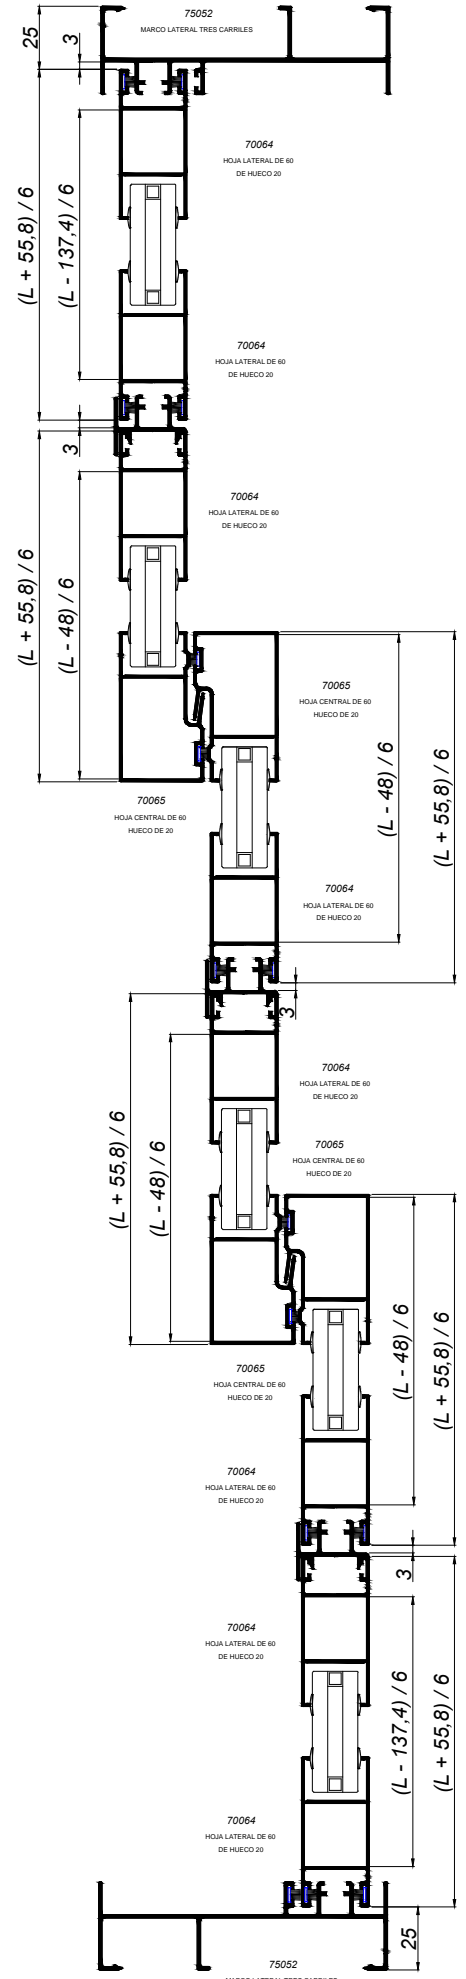 75052
MARCO LATERAL TRES CARRILES
25
3
70064
HOJA LATERAL DE 60
DE HUECO 20
(L + 55,8) / 6
(L - 137,4) / 6
70064
HOJA LATERAL DE 60
DE HUECO 20
3
70064
HOJA LATERAL DE 60
DE HUECO 20
(L + 55,8) / 6
(L - 48) / 6
70065
HOJA CENTRAL DE 60
HUECO DE 20
(L - 48) / 6
(L + 55,8) / 6
70065
HOJA CENTRAL DE 60
HUECO DE 20
70064
HOJA LATERAL DE 60
DE HUECO 20
3
70064
HOJA LATERAL DE 60
DE HUECO 20
(L + 55,8) / 6
(L - 48) / 6
70065
HOJA CENTRAL DE 60
HUECO DE 20
(L - 48) / 6
(L + 55,8) / 6
70065
HOJA CENTRAL DE 60
HUECO DE 20
70064
HOJA LATERAL DE 60
DE HUECO 20
3
70064
HOJA LATERAL DE 60
DE HUECO 20
(L - 137,4) / 6
(L + 55,8) / 6
70064
HOJA LATERAL DE 60
DE HUECO 20
25
75052
MARCO LATERAL TRES CARRILES